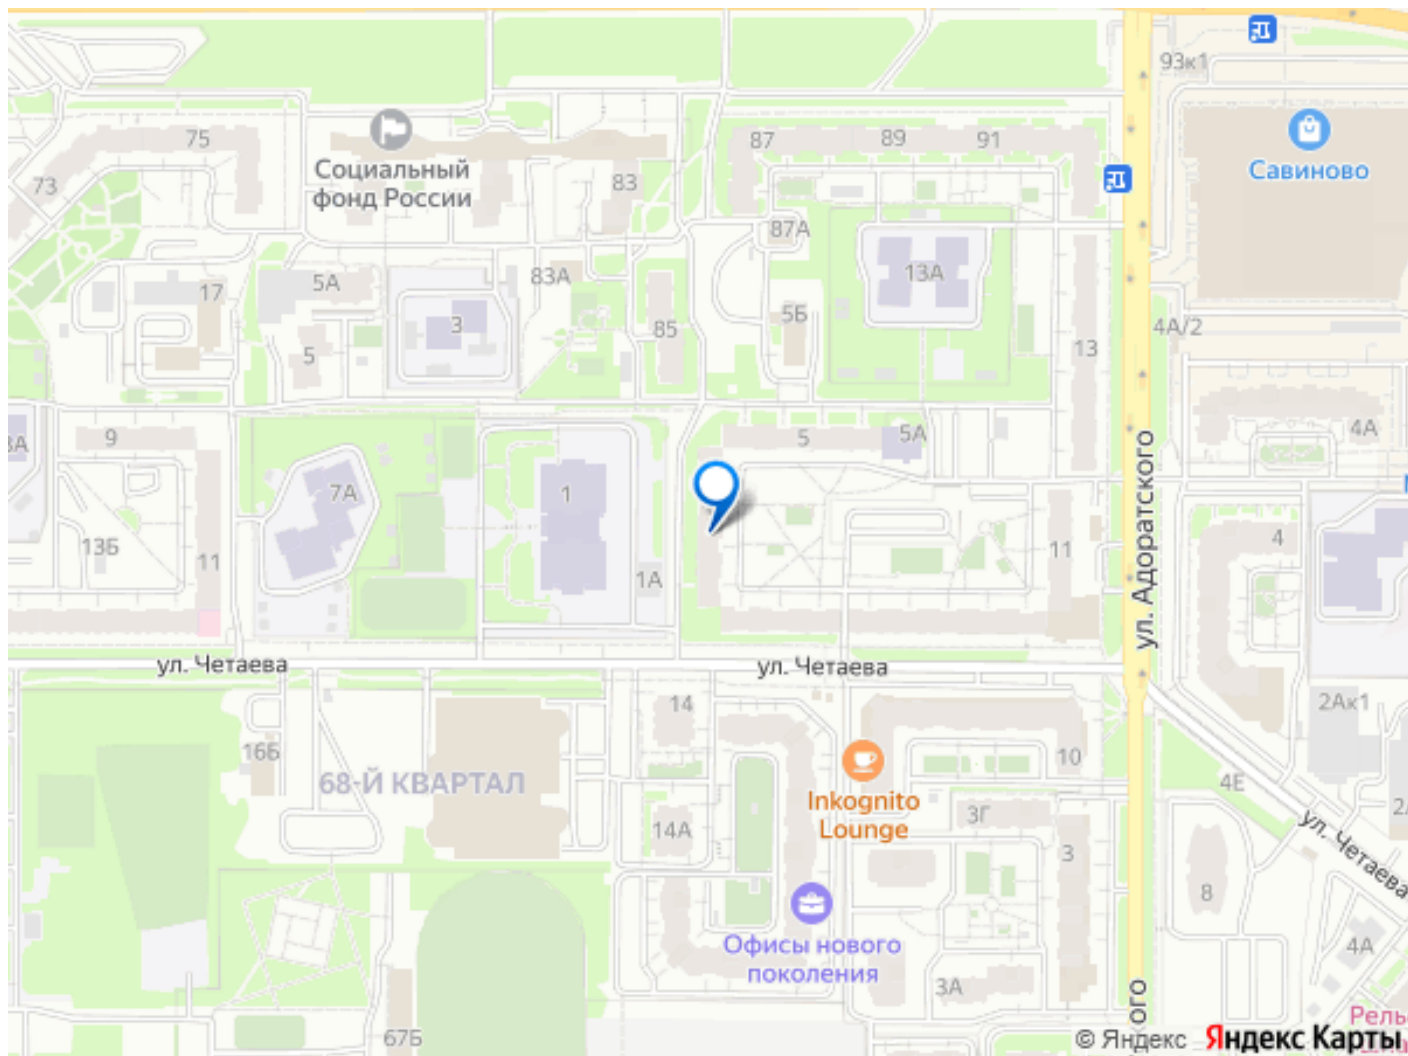 93к1
75
87
89
91
Савиново
Социальный
фонд России
73
83
87А
13А
83А
5А
17
3
5Б
4А/2
85
5
13
9
5
5А
4А
7А
1
13Б
11
11
4
1А
ул. Адоратского
ул. Четаева
ул. Четаева
14
2Ак1
16Б
10
68-Й КВАРТАЛ
4Е
Inkognito
Lounge
3Г
14А
ул. Четаева
3
8
Офисы нового
поколения
4А
3А
67Б
© Яндекс Яндекс Карты